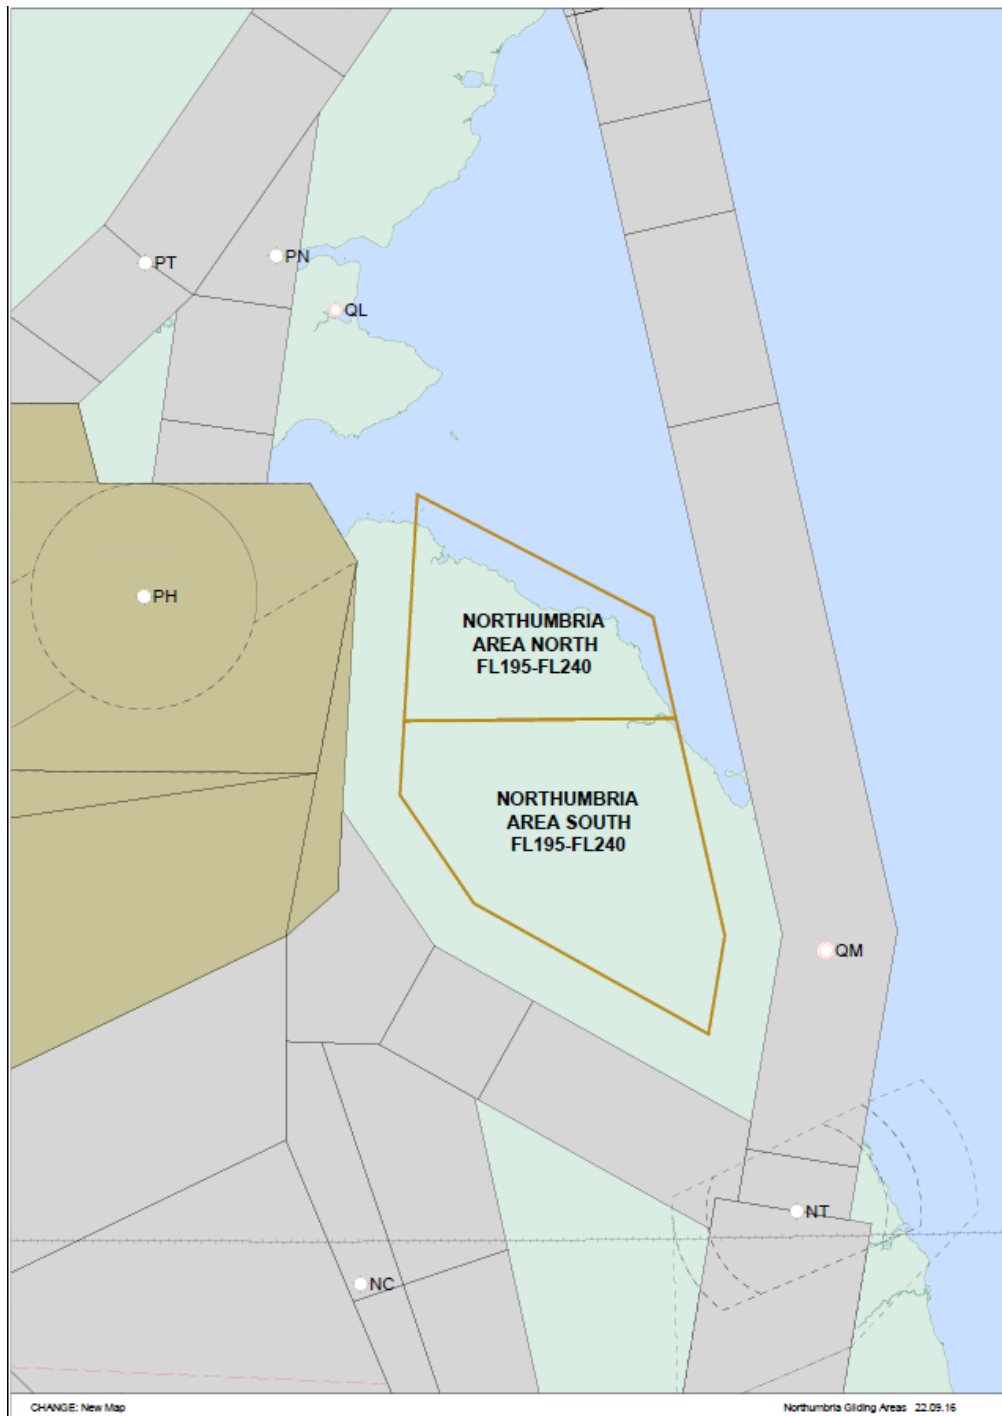 PT
PN
QL
PH
NORTHUMBRIA
AREA NORTH
FL195-FL240
NORTHUMBRIA
AREA SOUTH
FL195-FL240
QM
NT
NC
CHANGE: New Map
Northumbria Gliding Areas 22.09.16